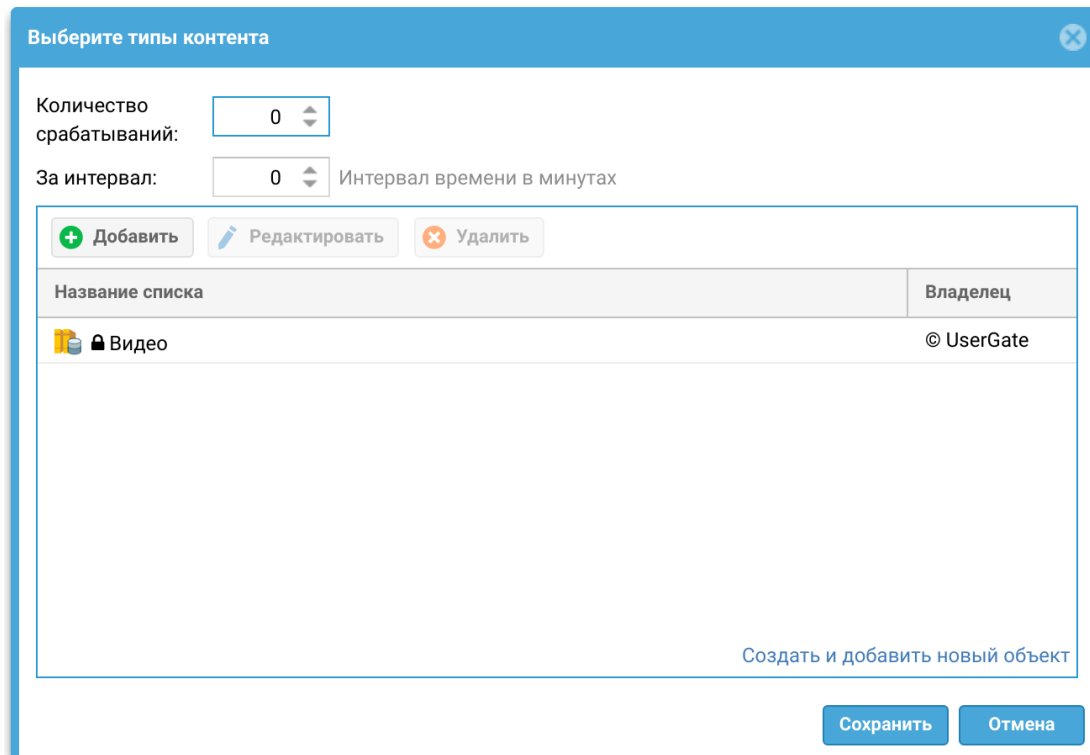 Выберите типы контента
Количество
срабатываний:
0
За интервал:
0 Интервал времени в минутах
Добавить Редактировать Удалить
Название списка Владелец
Видео © UserGate
Создать и добавить новый объект
Сохранить Отмена